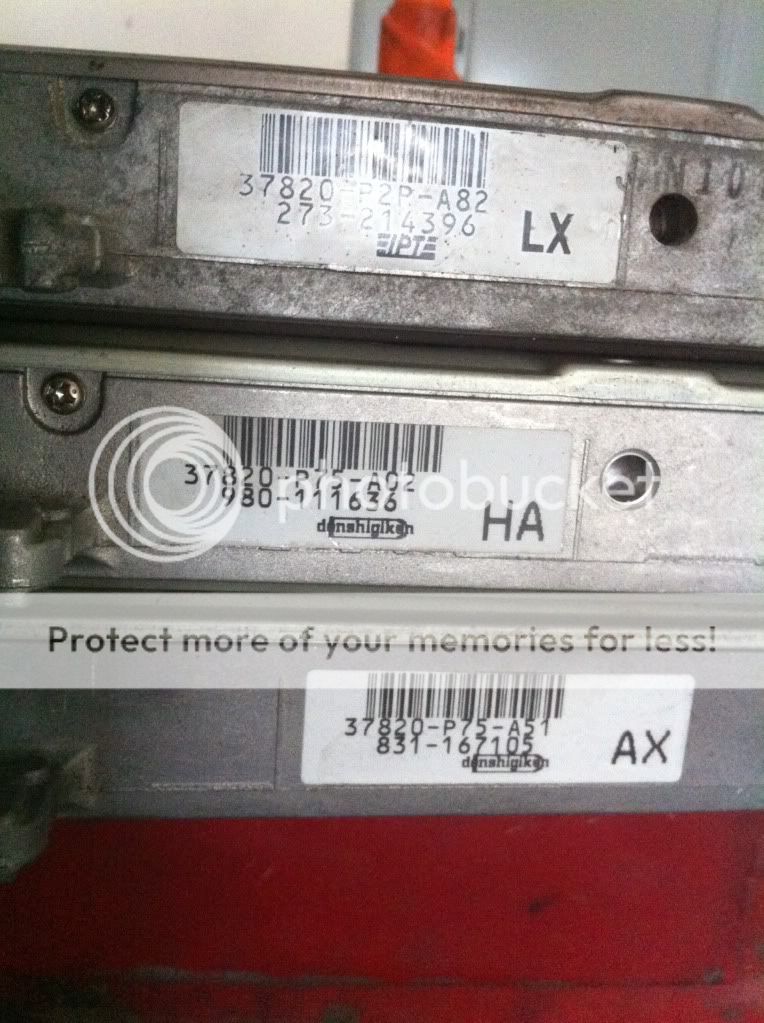 37820-P2P-A82
273-214396
IPT
LX
37820-P75-A02
980-111636
denshigiken
HA
photobucket
Protect more of your memories for less!
37820-P75-A51
831-167105
denshigiken
AX